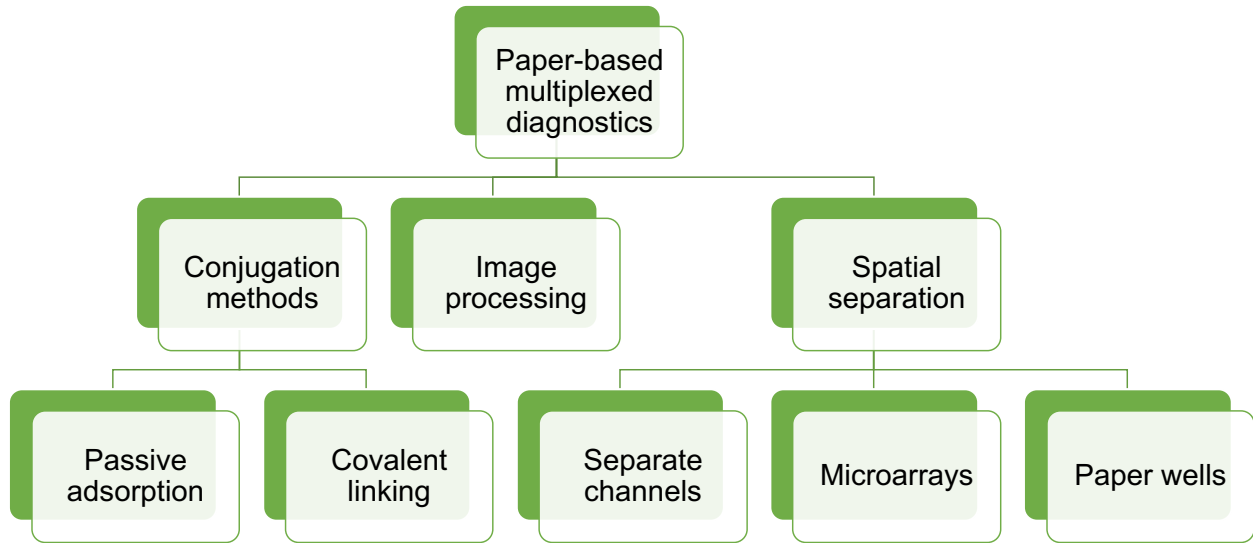 Paper-based
multiplexed
diagnostics
Conjugation
methods
Image
processing
Spatial
separation
Passive
adsorption
Covalent
linking
Separate
channels
Microarrays
Paper wells